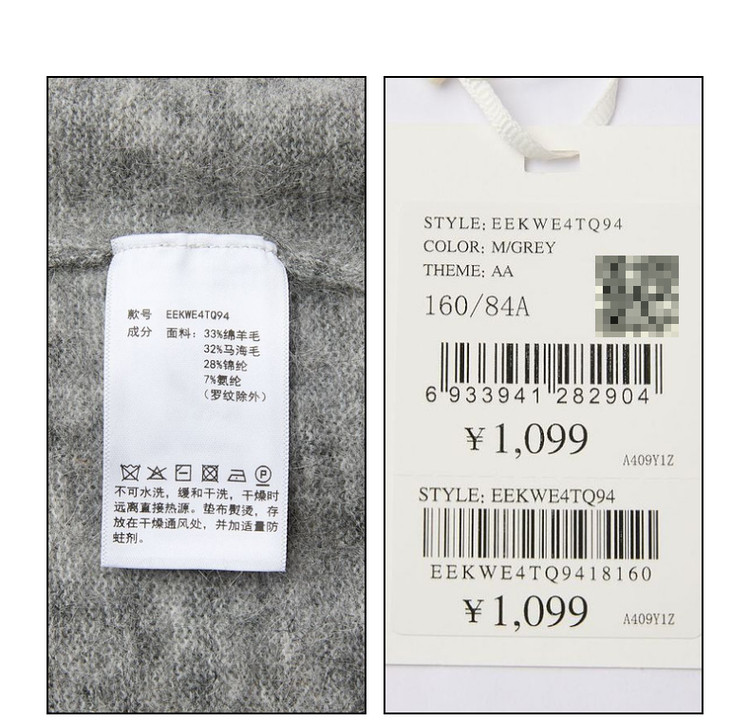 款号 EEKWE4TQ94
成分 面料：33%绵羊毛
32%马海毛
28%锦纶
7%氨纶
（罗纹除外）
不可水洗，缓和干洗，干燥时
远离直接热源。垫布熨烫，存
放在干燥通风处，并加适量防
蛀剂。
STYLE: EEKWE4TQ94
COLOR: M/GREY
THEME: AA
160/84A
6 933941 282904
¥1,099
A409Y1Z
STYLE: EEKWE4TQ94
EEKWE4TQ9418160
¥1,099
A409Y1Z